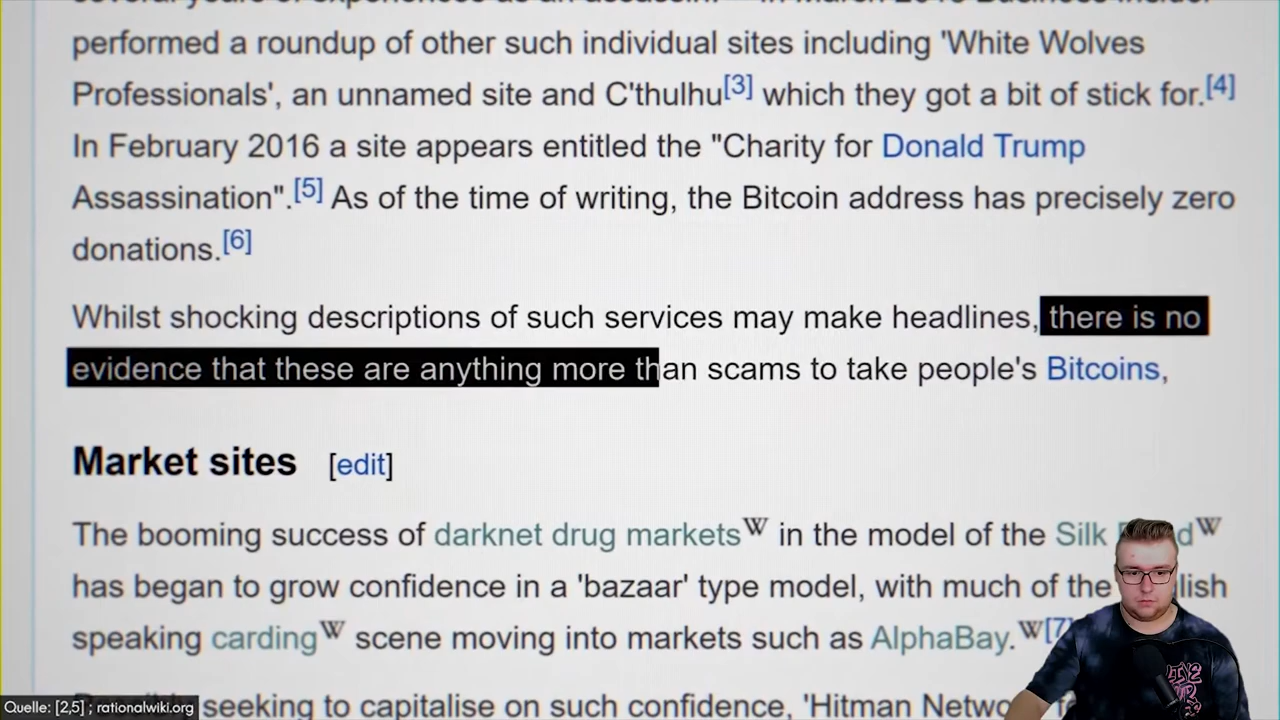 performed a roundup of other such individual sites including 'White Wolves
Professionals', an unnamed site and C'thulhu[3] which they got a bit of stick for.[4]
In February 2016 a site appears entitled the "Charity for Donald Trump
Assassination".[5] As of the time of writing, the Bitcoin address has precisely zero
donations.[6]
Whilst shocking descriptions of such services may make headlines, there is no
evidence that these are anything more than scams to take people's Bitcoins,
Market sites [edit]
The booming success of darknet drug markets W in the model of the Silk W
has began to grow confidence in a 'bazaar' type model, with much of the
speaking carding W scene moving into markets such as AlphaBay. W[7]
seeking to capitalise on such confidence, 'Hitman
Quelle: [2,5] ; rationalwiki.org